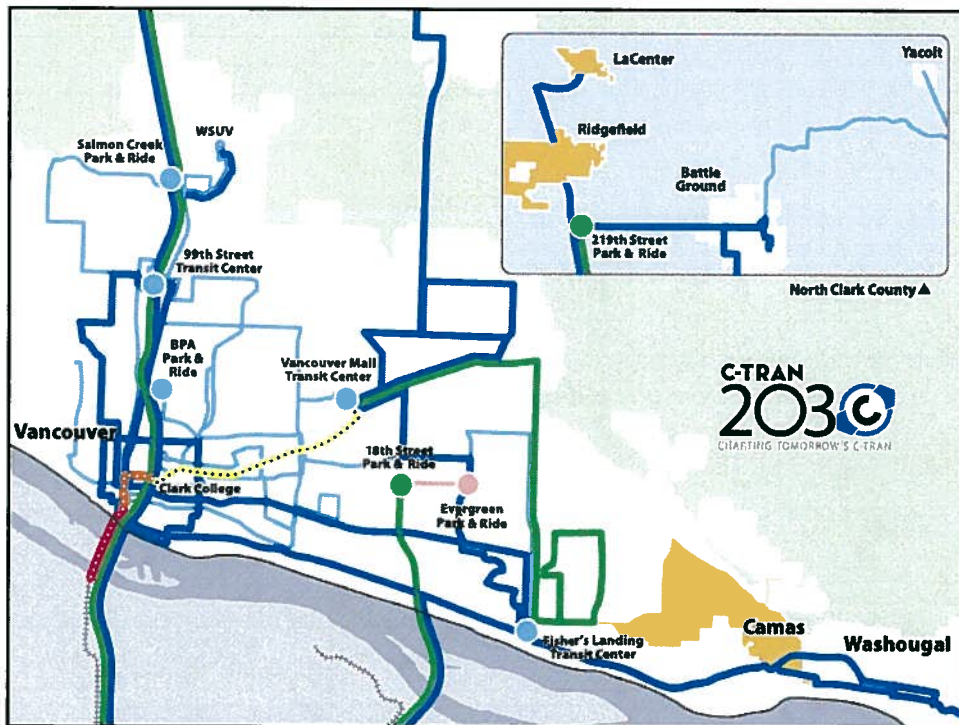 LaCenter
Yacolt
Ridgefield
Battle
Ground
219th Street
Park & Ride
North Clark County ▲
WSUV
Salmon Creek
Park & Ride
99th Street
Transit Center
BPA
Park &
Ride
Vancouver Mall
Transit Center
C-TRAN
2030
CHARTING TOMORROW'S C-TRAN
Vancouver
18th Street
Park & Ride
Clark College
Evergreen
Park & Ride
Fisher's Landing
Transit Center
Camas
Washougal